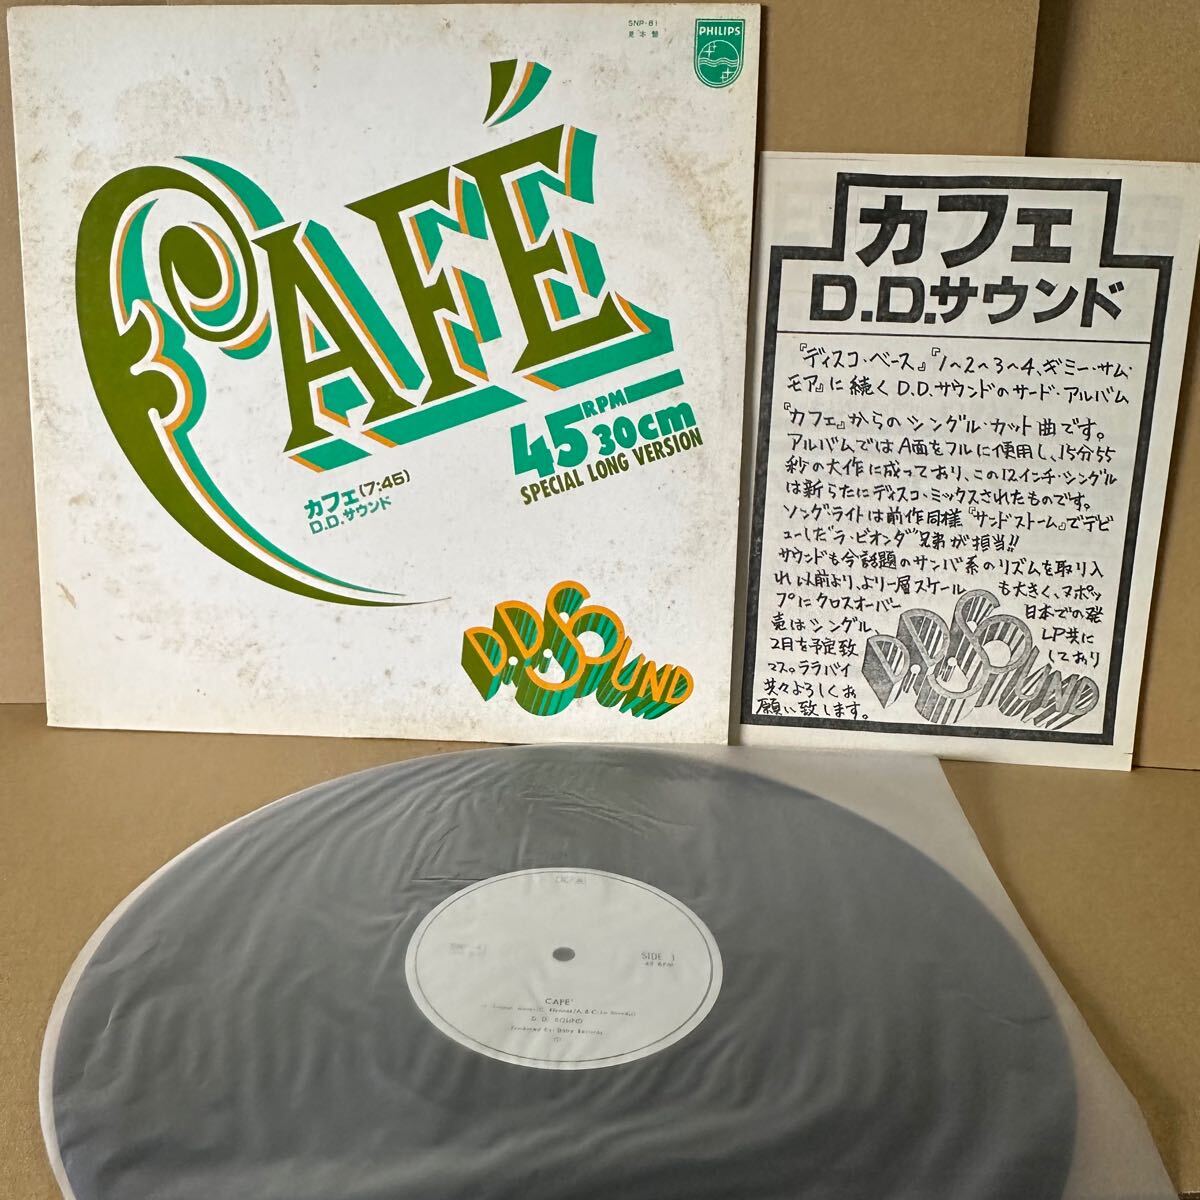 SNP-81
見本盤
PHILIPS
CAFÉ
45 RPM 30cm
SPECIAL LONG VERSION
カフェ(7:45)
D.D.サウンド
D.D.SOUND
カフェ
D.D.サウンド
『ディスコ・ベース』『1〜2〜3〜4、ギミー・サム・
モア』に続くD.D.サウンドのサード・アルバム
『カフェ』からのシングル・カット曲です。
アルバムではA面をフルに使用し、15分55
秒の大作に成っており、この12インチ・シングル
は新らたにディスコ・ミックスされたものです。
ソング・ライトは前作同様『サンドストーム』でデビ
ューした"ラ・ビオンダ"兄弟が担当!!
サウンドも今話題のサンバ系のリズムを取り入
れ以前より、より一層スケールも大きく、マポッ
プにクロスオーバー 日本での発
売はシングル、LP共に
2月を予定致しており
マス。ララバイ
共々よろしくお
願い致します。
D.D.SOUND
SIDE 1
45 RPM
CAFE'
D. D. SOUND
Produced by: Baby Records